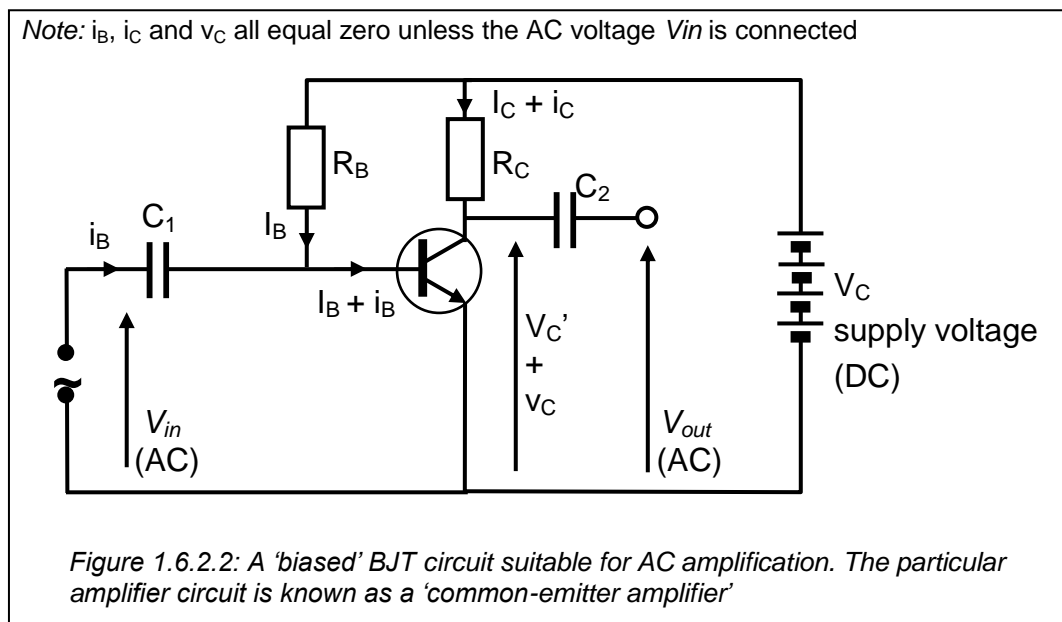 Note: iB, iC and vC all equal zero unless the AC voltage Vin is connected
IC + iC
RB
RC
C2
C1
iB
IB
IB + iB
VC
supply voltage
(DC)
VC’
+
vC
Vin
(AC)
Vout
(AC)
~
Figure 1.6.2.2: A ‘biased’ BJT circuit suitable for AC amplification. The particular
amplifier circuit is known as a ‘common-emitter amplifier’